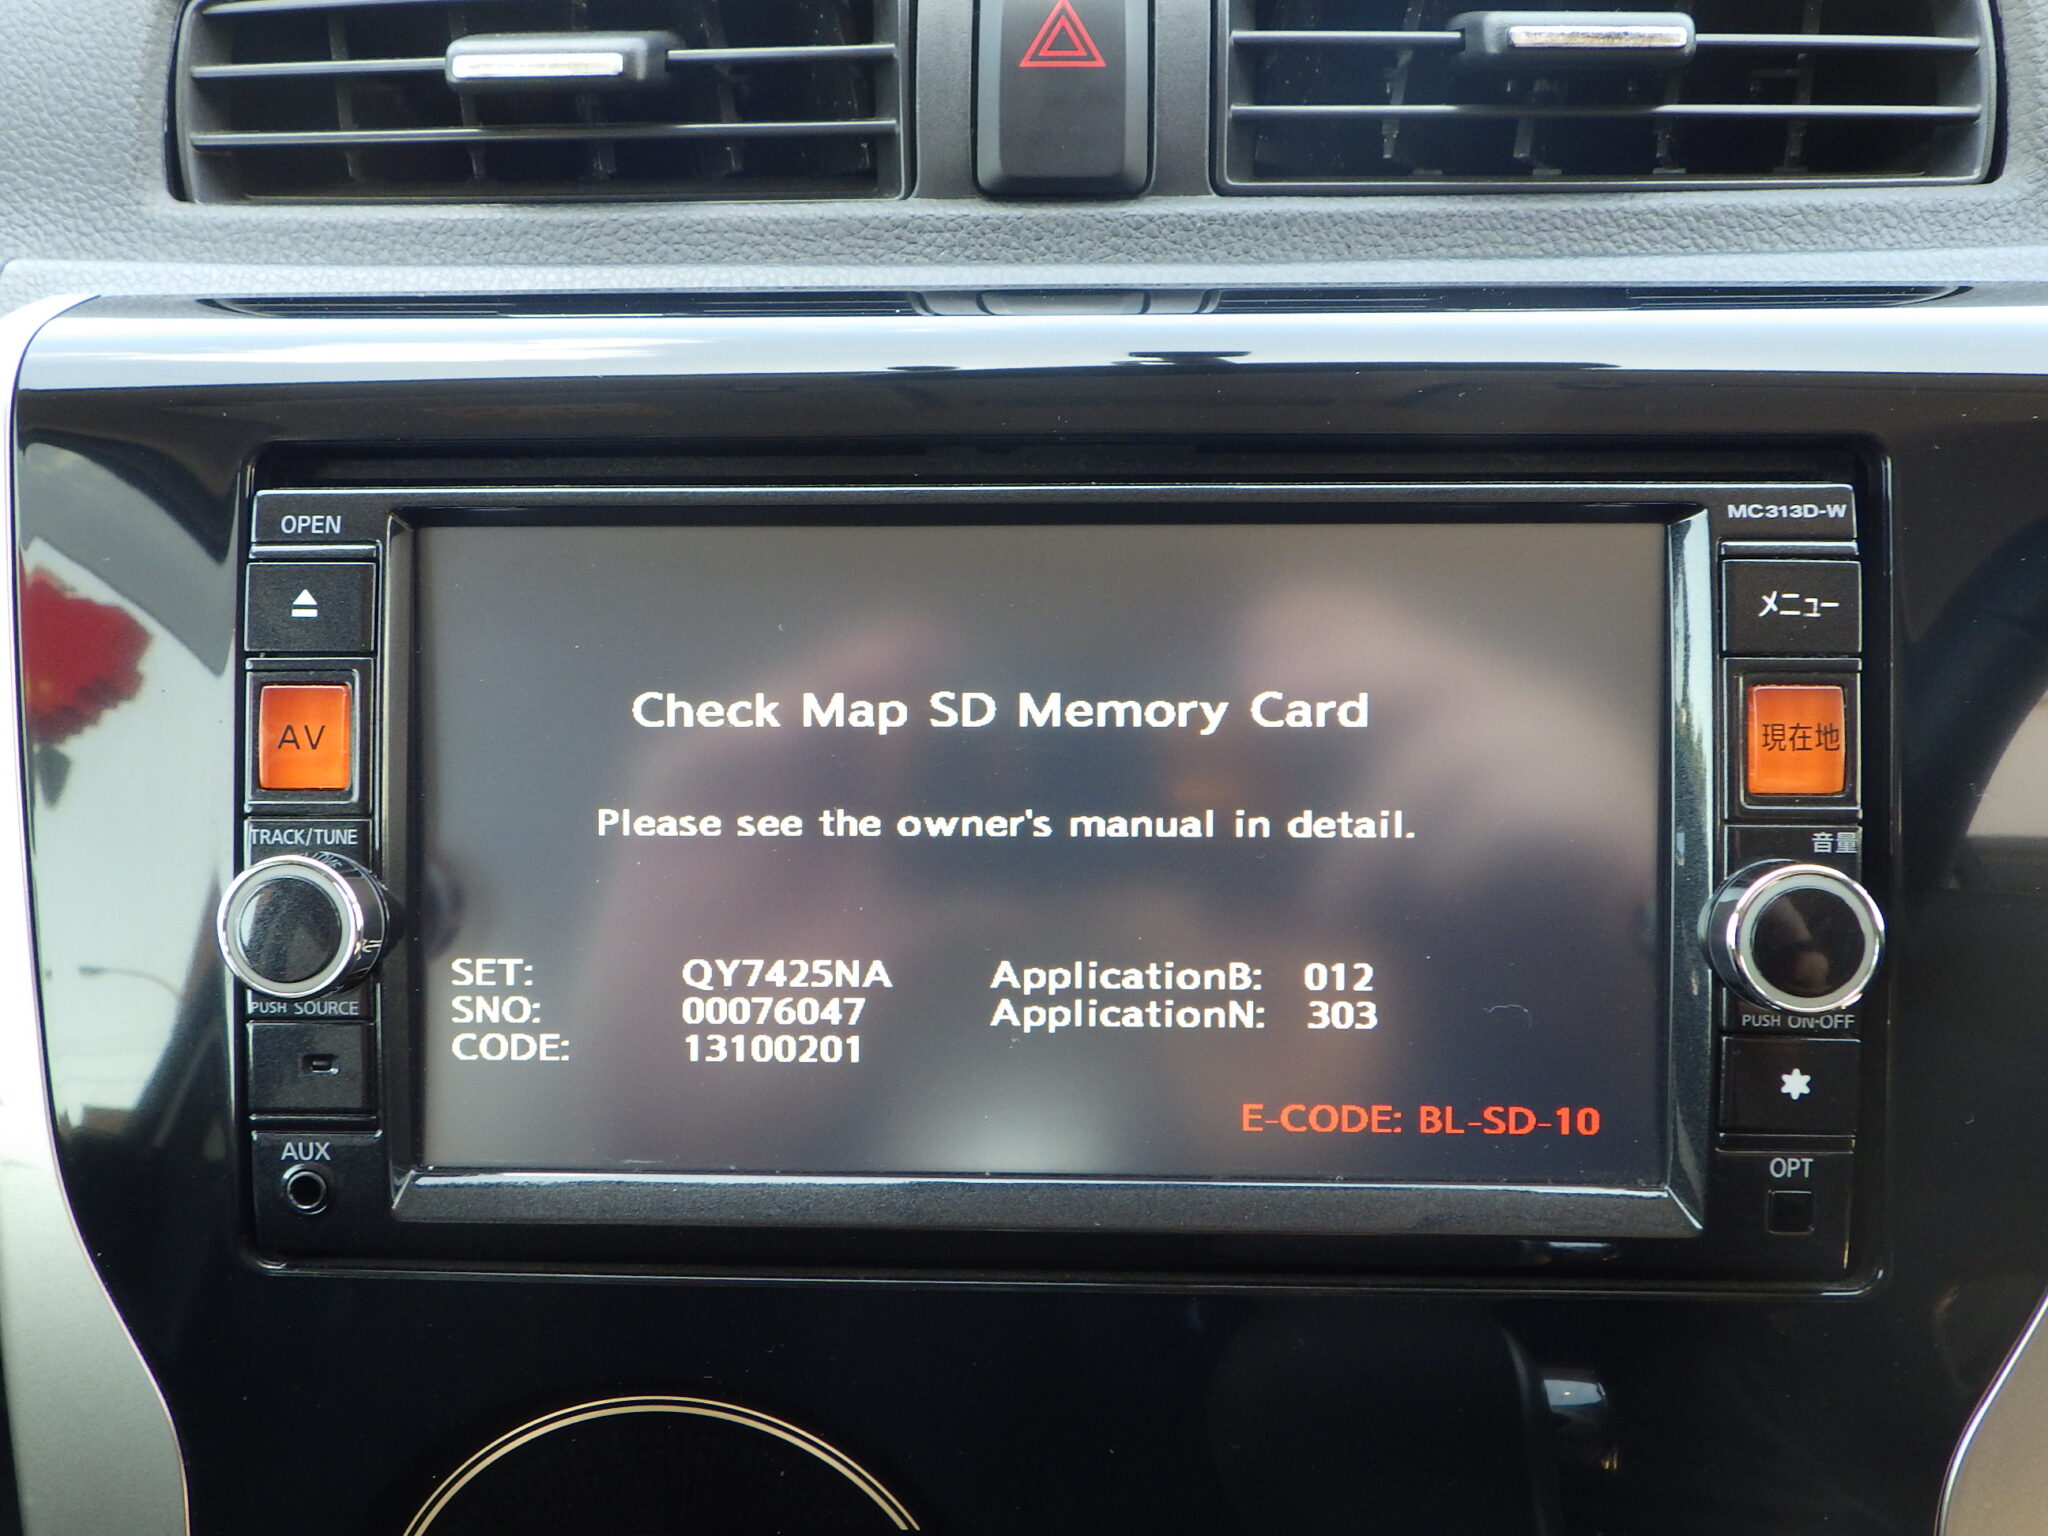 OPEN
MC313D-W
メニュー
AV
現在地
TRACK/TUNE
音量
PUSH SOURCE
PUSH ON·OFF
AUX
OPT
Check Map SD Memory Card
Please see the owner's manual in detail.
SET: QY7425NA ApplicationB: 012
SNO: 00076047 ApplicationN: 303
CODE: 13100201
E-CODE: BL-SD-10